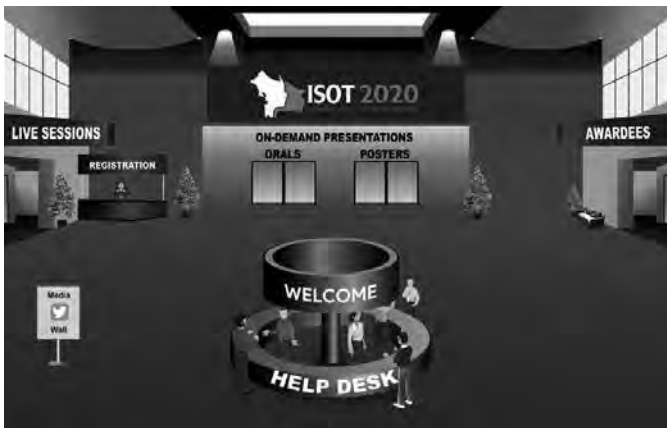 ISOT 2020
LIVE SESSIONS
ON-DEMAND PRESENTATIONS
AWARDEES
ORALS
POSTERS
REGISTRATION
WELCOME
Media
Wall
HELP DESK